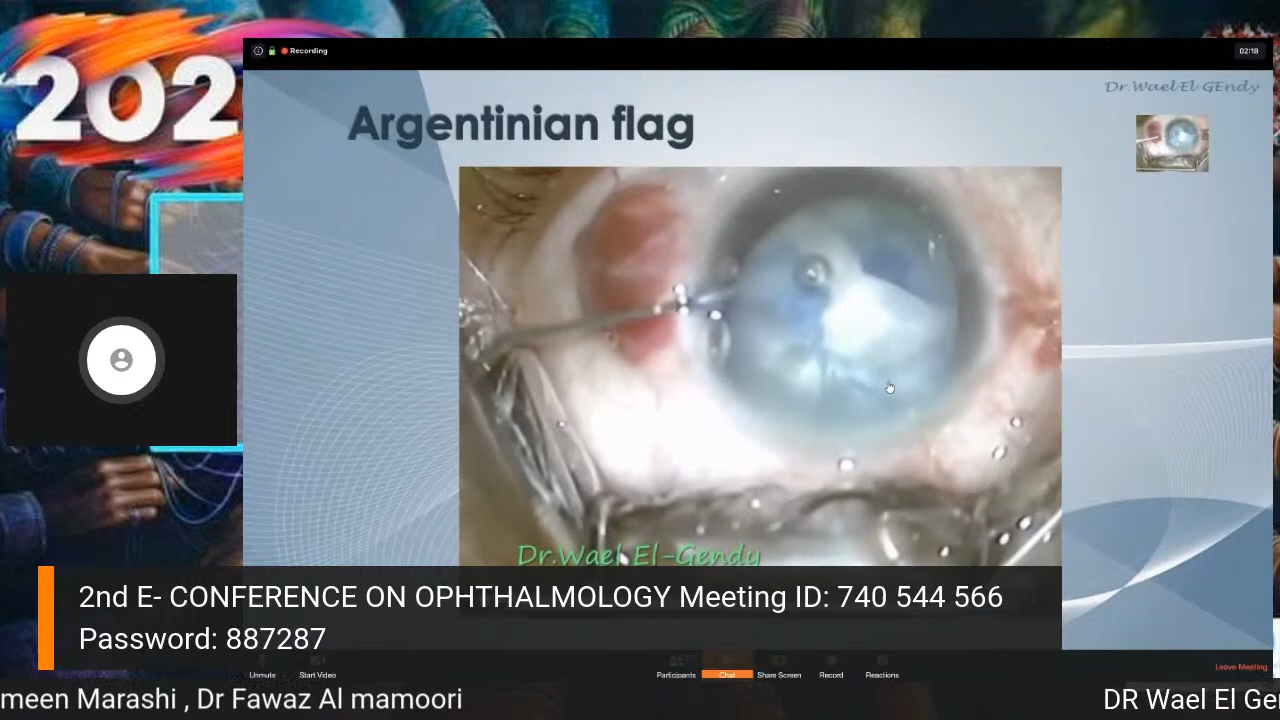 202
Recording
02:18
Dr.Wael El GEndy
Argentinian flag
Dr.Wael El-Gendy
2nd E- CONFERENCE ON OPHTHALMOLOGY Meeting ID: 740 544 566
Password: 887287
Unmute
Start Video
Participants
Chat
Share Screen
Record
Reactions
Leave Meeting
meen Marashi , Dr Fawaz Al mamoori
DR Wael El Ge